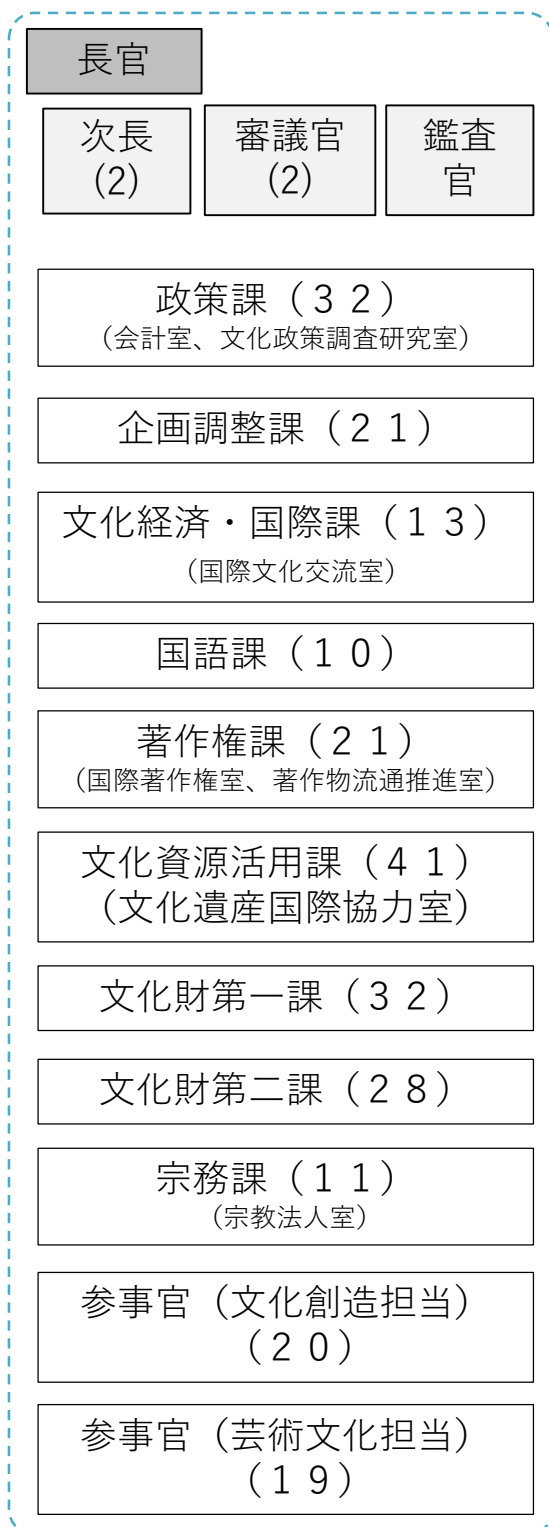 長官
次長
(2)
審議官
(2)
鑑査
官
政策課（３２）
（会計室、文化政策調査研究室）
企画調整課（２１）
文化経済・国際課（１３）
（国際文化交流室）
国語課（１０）
著作権課（２１）
（国際著作権室、著作物流通推進室）
文化資源活用課（４１）
（文化遺産国際協力室）
文化財第一課（３２）
文化財第二課（２８）
宗務課（１１）
（宗教法人室）
参事官（文化創造担当）
（２０）
参事官（芸術文化担当）
（１９）